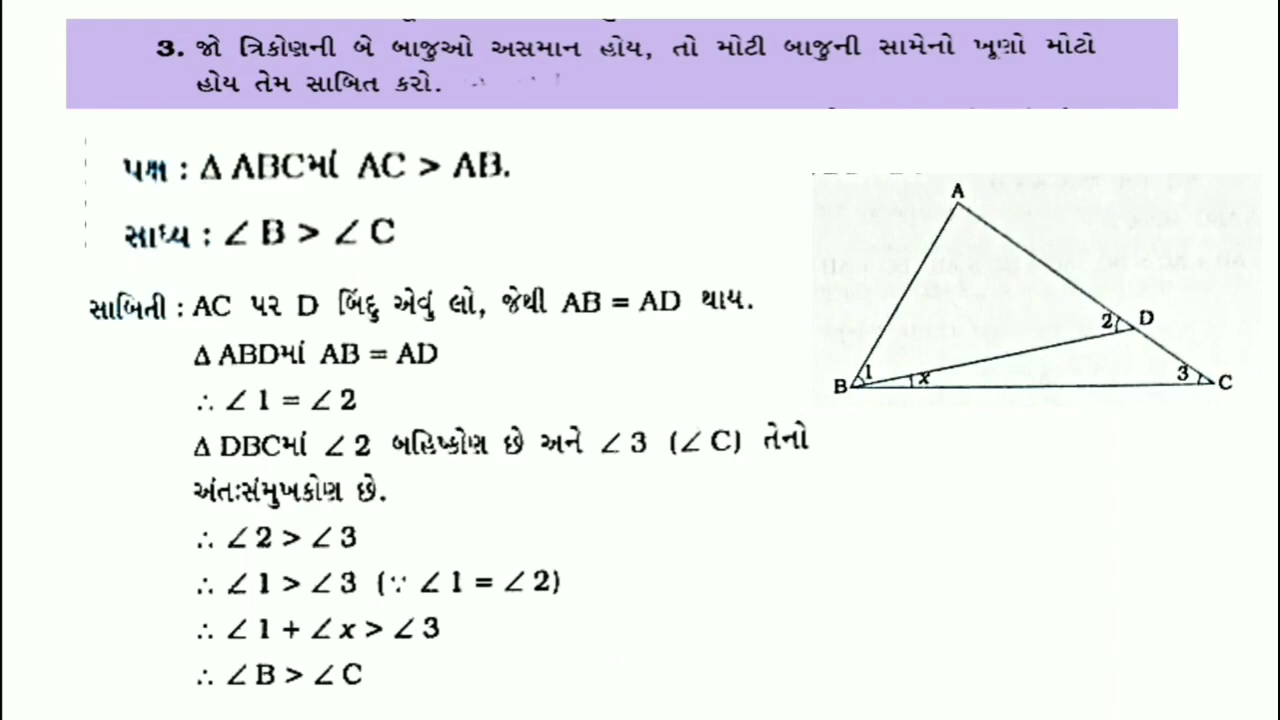 3. જો ત્રિકોણની બે બાજુઓ અસમાન હોય, તો મોટી બાજુની સામેનો ખૂણો મોટો
હોય તેમ સાબિત કરો.
પક્ષ : Δ ABCમાં AC > AB.
સાધ્ય : ∠ B > ∠ C
સાબિતી : AC પર D બિંદુ એવું લો, જેથી AB = AD થાય.
Δ ABDમાં AB = AD
∴ ∠ 1 = ∠ 2
Δ DBCમાં ∠ 2 બહિષ્કોણ છે અને ∠ 3 (∠ C) તેનો
અંતઃસંમુખકોણ છે.
∴ ∠ 2 > ∠ 3
∴ ∠ 1 > ∠ 3 (∵ ∠ 1 = ∠ 2)
∴ ∠ 1 + ∠ x > ∠ 3
∴ ∠ B > ∠ C
A
2 D
B 1 x 3 C